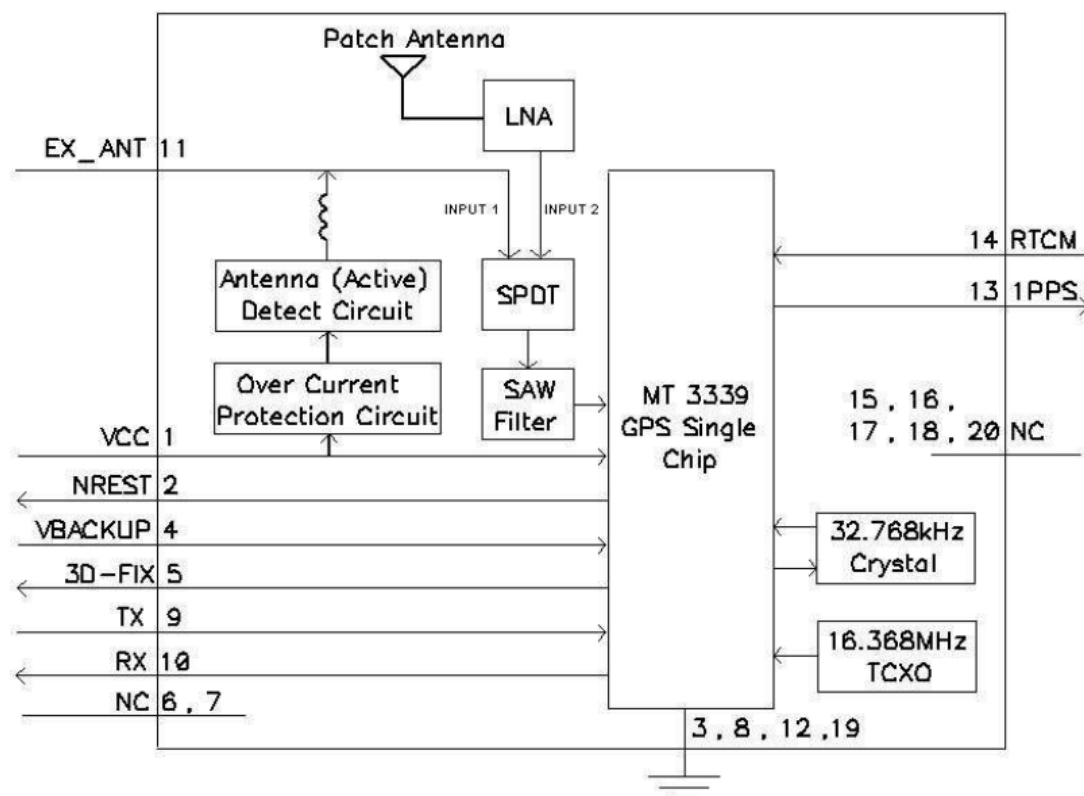 Patch Antenna
LNA
EX_ANT 11
INPUT 1
INPUT 2
14 RTCM
Antenna (Active)
Detect Circuit
SPDT
13 1PPS
Over Current
Protection Circuit
SAW
Filter
MT 3339
GPS Single
Chip
15 , 16 ,
17 , 18 , 20 NC
VCC 1
NREST 2
VBACKUP 4
32.768kHz
Crystal
3D-FIX 5
TX 9
16.368MHz
TCXO
RX 10
NC 6 , 7
3 , 8 , 12 ,19